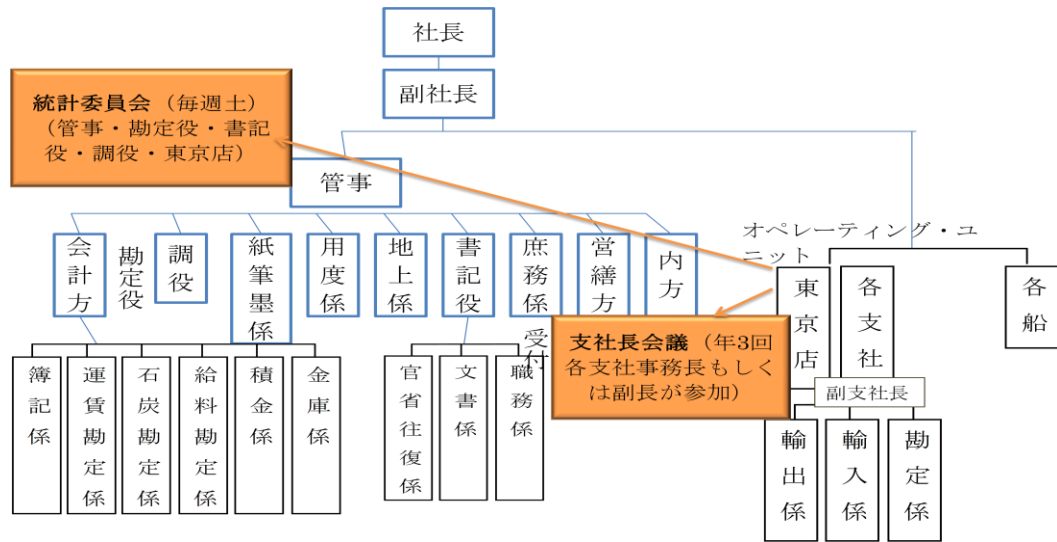 社長
副社長
統計委員会（毎週土）
（管事・勘定役・書記
役・調役・東京店）
管事
オペレーティング・ユ
ニット
会計方
勘定役
調役
紙筆墨係
用度係
地上係
書記役
庶務係
営繕方
内方
受付
東京店
各支社
各船
支社長会議（年3回
各支社事務長もしく
は副長が参加）
副支社長
簿記係
運賃勘定係
石炭勘定係
給料勘定係
積金係
金庫係
官省往復係
文書係
職務係
輸出係
輸入係
勘定係